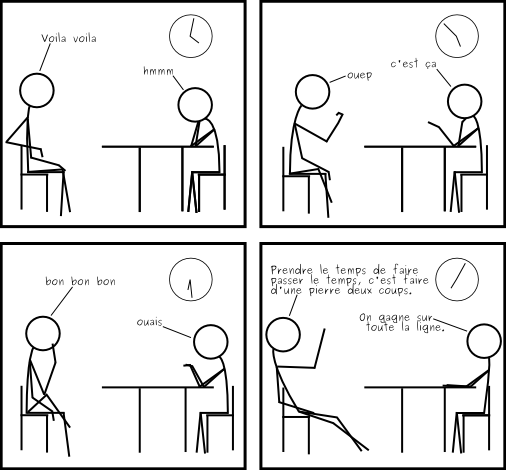 Voila voila
hmmm
ouep
c'est ça
bon bon bon
ouais
Prendre le temps de faire
passer le temps, c'est faire
d'une pierre deux coups.
On gagne sur
toute la ligne.